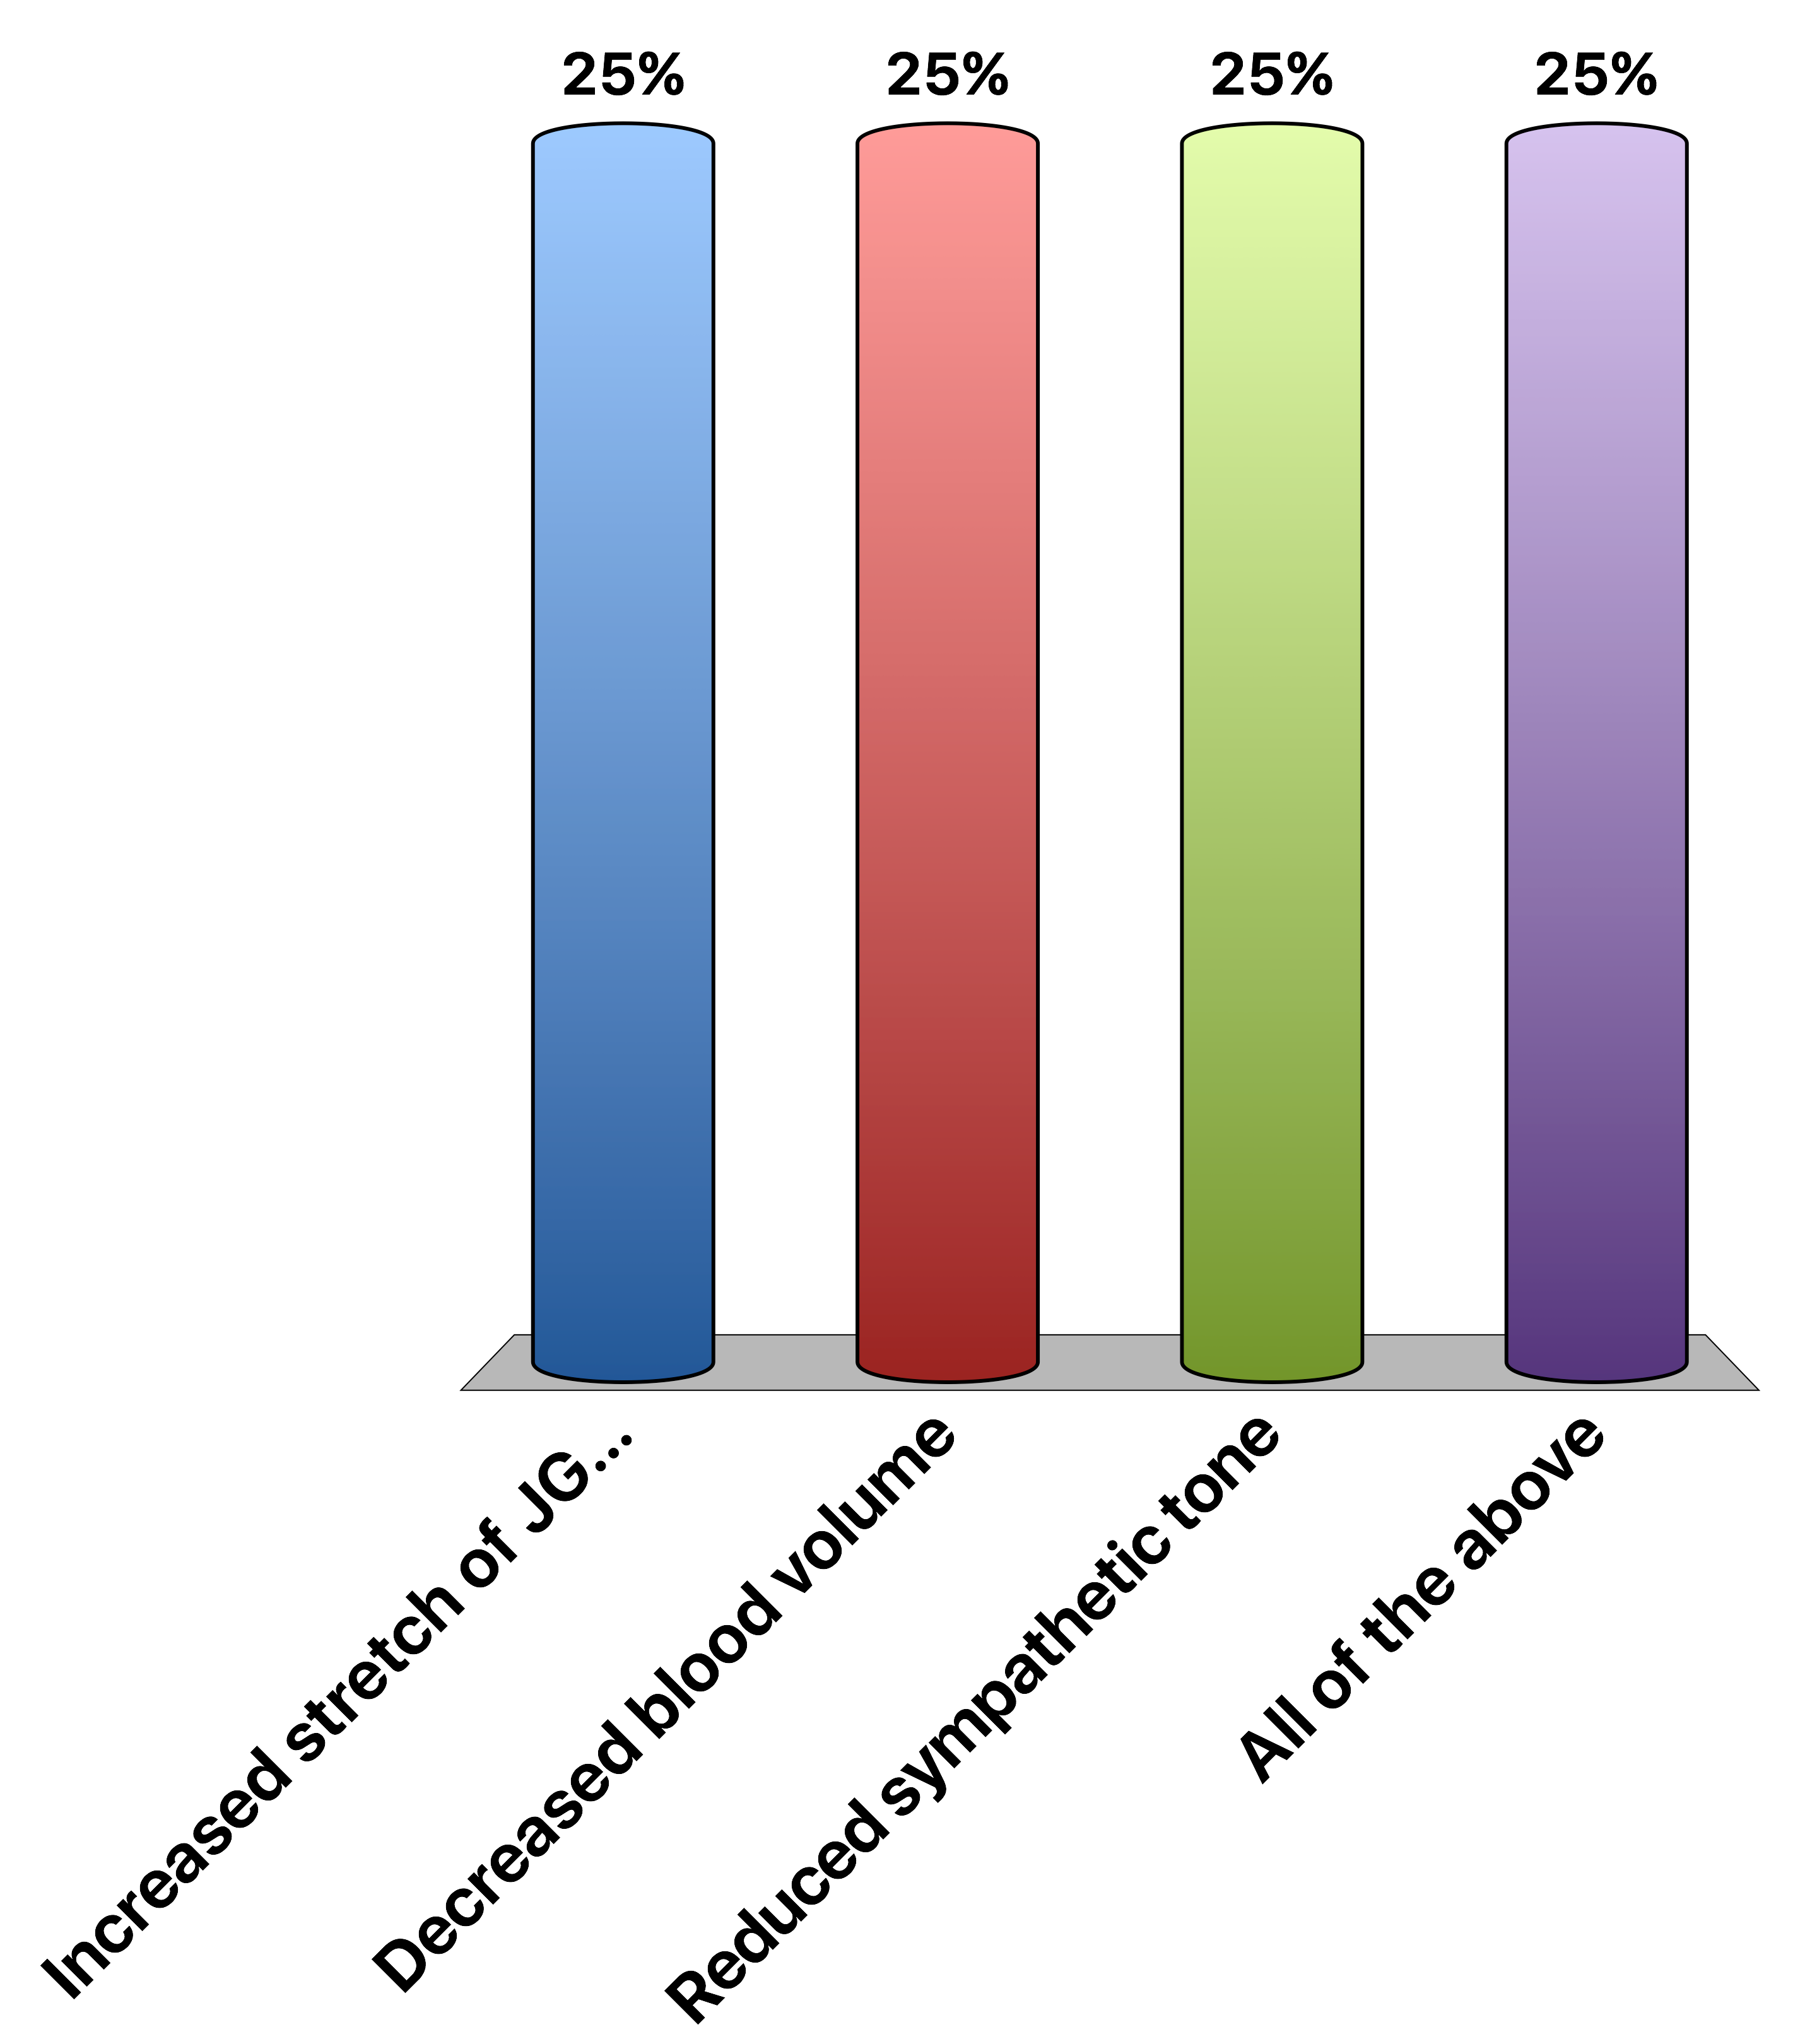 25%
25%
25%
25%
Increased stretch of JG...
Decreased blood volume
Reduced sympathetic tone
All of the above